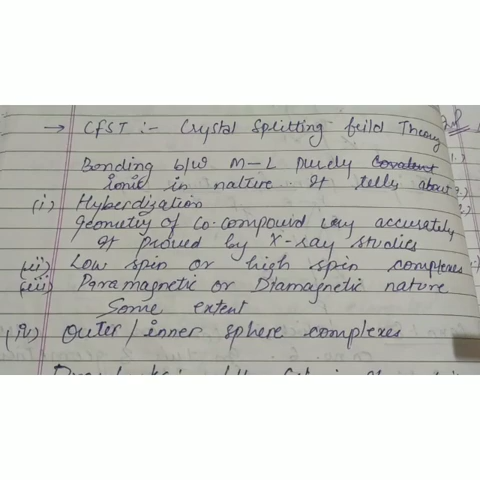 → CFST :- Crystal Splitting feild Theory
Bonding b/w M-L purely Covalent
ionic in nature. It tells about
(i) Hyberdization
geometry of Co. compound very accurately
It proved by X-ray studies
(ii) Low spin or high spin complexes
(iii) Paramagnetic or Diamagnetic nature
Some extent
(iv) Outer/inner sphere complexes